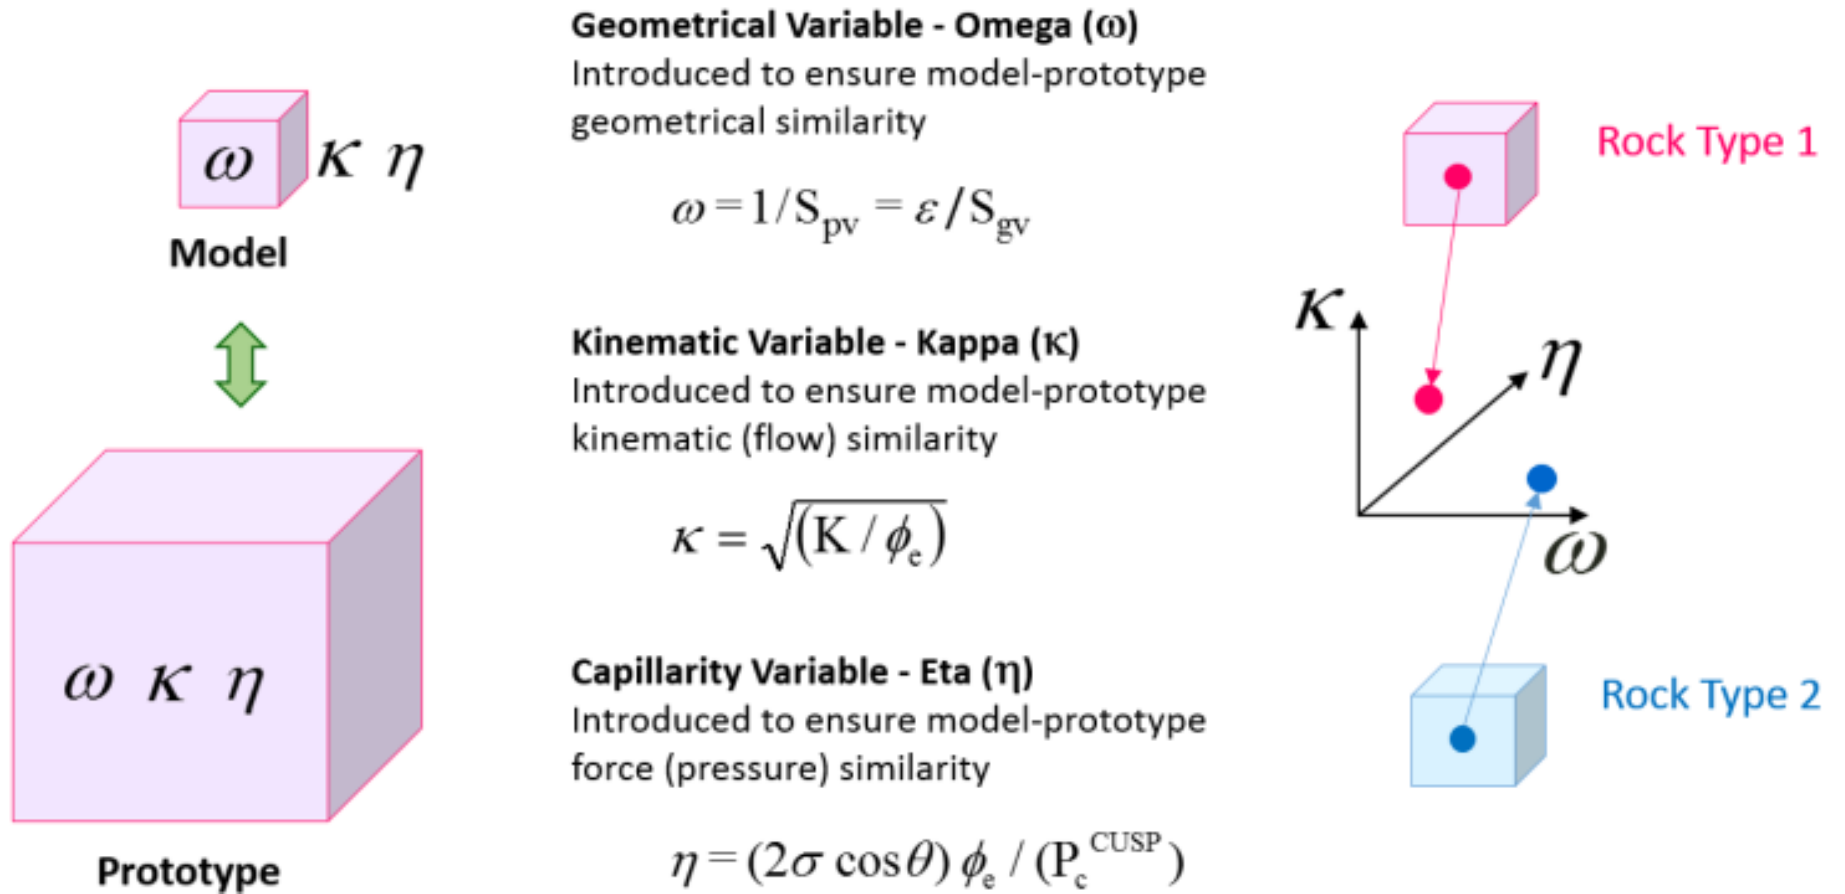 ω κ η
Model
ω κ η
Prototype
Geometrical Variable - Omega (ω)
Introduced to ensure model-prototype
geometrical similarity
ω = 1/S_pv = ε/S_gv
Kinematic Variable - Kappa (κ)
Introduced to ensure model-prototype
kinematic (flow) similarity
κ = √(K / ϕ_e)
Capillarity Variable - Eta (η)
Introduced to ensure model-prototype
force (pressure) similarity
η = (2σ cosθ) ϕ_e / (P_c^CUSP)
Rock Type 1
κ
η
ω
Rock Type 2